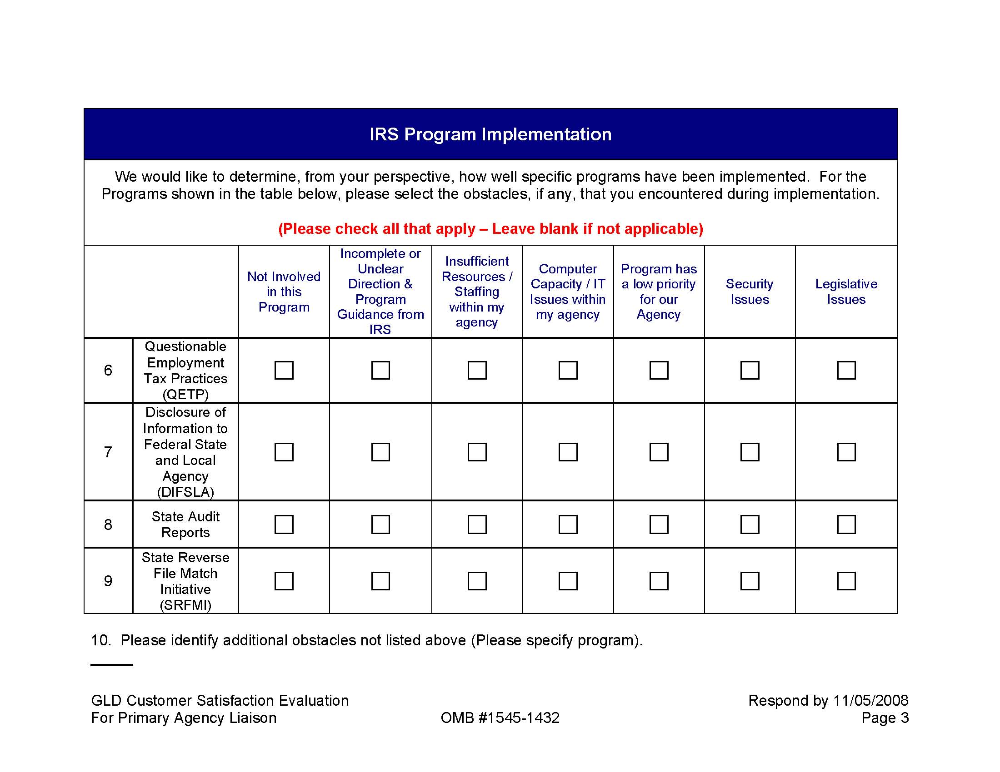 IRS Program Implementation
We would like to determine, from your perspective, how well specific programs have been implemented.  For the
Programs shown in the table below, please select the obstacles, if any, that you encountered during implementation.
(Please check all that apply – Leave blank if not applicable)
Not Involved
in this
Program
Incomplete or
Unclear
Direction &
Program
Guidance from
IRS
Insufficient
Resources /
Staffing
within my
agency
Computer
Capacity / IT
Issues within
my agency
Program has
a low priority
for our
Agency
Security
Issues
Legislative
Issues
6
Questionable
Employment
Tax Practices
(QETP)
7
Disclosure of
Information to
Federal State
and Local
Agency
(DIFSLA)
8
State Audit
Reports
9
State Reverse
File Match
Initiative
(SRFMI)
10.  Please identify additional obstacles not listed above (Please specify program).
GLD Customer Satisfaction Evaluation
Respond by 11/05/2008
For Primary Agency Liaison
OMB #1545-1432
Page 3